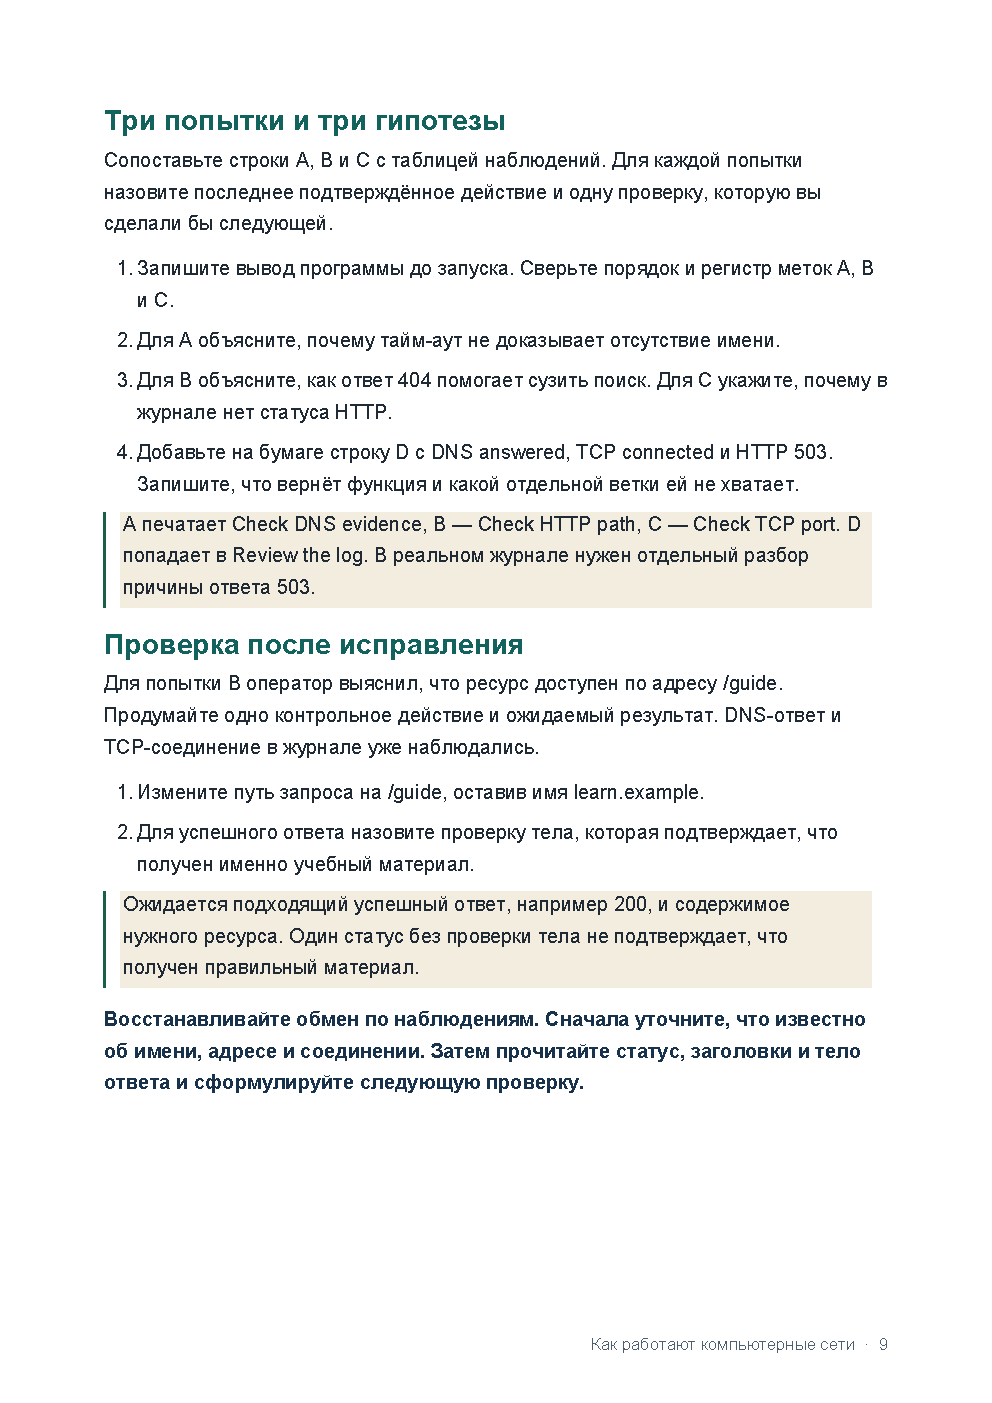 Три попытки и три гипотезы
Сопоставьте строки A, B и C с таблицей наблюдений. Для каждой попытки
назовите последнее подтверждённое действие и одну проверку, которую вы
сделали бы следующей.
1. Запишите вывод программы до запуска. Сверьте порядок и регистр меток A, B
и C.
2. Для A объясните, почему тайм-аут не доказывает отсутствие имени.
3. Для B объясните, как ответ 404 помогает сузить поиск. Для C укажите, почему в
журнале нет статуса HTTP.
4. Добавьте на бумаге строку D с DNS answered, TCP connected и HTTP 503.
Запишите, что вернёт функция и какой отдельной ветки ей не хватает.
A печатает Check DNS evidence, B — Check HTTP path, C — Check TCP port. D
попадает в Review the log. В реальном журнале нужен отдельный разбор
причины ответа 503.
Проверка после исправления
Для попытки B оператор выяснил, что ресурс доступен по адресу /guide.
Продумайте одно контрольное действие и ожидаемый результат. DNS-ответ и
TCP-соединение в журнале уже наблюдались.
1. Измените путь запроса на /guide, оставив имя learn.example.
2. Для успешного ответа назовите проверку тела, которая подтверждает, что
получен именно учебный материал.
Ожидается подходящий успешный ответ, например 200, и содержимое
нужного ресурса. Один статус без проверки тела не подтверждает, что
получен правильный материал.
Восстанавливайте обмен по наблюдениям. Сначала уточните, что известно
об имени, адресе и соединении. Затем прочитайте статус, заголовки и тело
ответа и сформулируйте следующую проверку.
Как работают компьютерные сети · 9